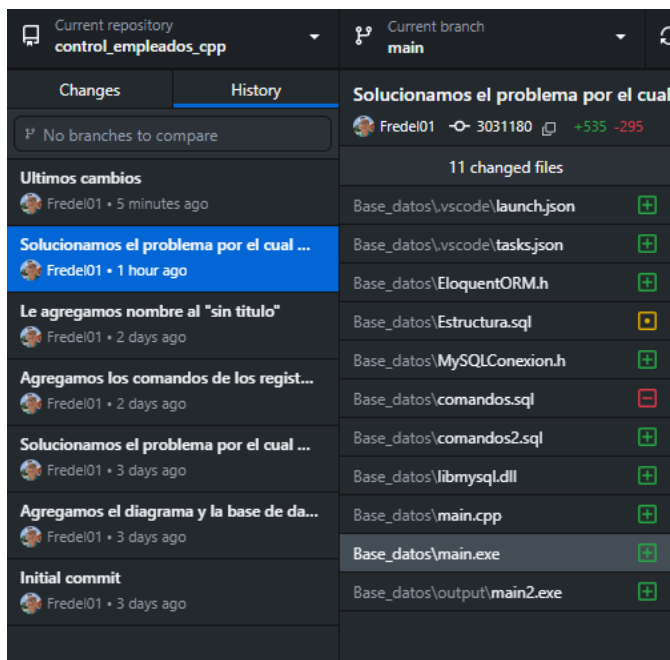 Current repository
control_empleados_cpp
Current branch
main
Changes
History
No branches to compare
Ultimos cambios
Fredel01 • 5 minutes ago
Solucionamos el problema por el cual ...
Fredel01 • 1 hour ago
Le agregamos nombre al "sin titulo"
Fredel01 • 2 days ago
Agregamos los comandos de los regist...
Fredel01 • 2 days ago
Solucionamos el problema por el cual ...
Fredel01 • 3 days ago
Agregamos el diagrama y la base de da...
Fredel01 • 3 days ago
Initial commit
Fredel01 • 3 days ago
Solucionamos el problema por el cual
Fredel01 3031180 +535 -295
11 changed files
Base_datos\.vscode\launch.json
Base_datos\.vscode\tasks.json
Base_datos\EloquentORM.h
Base_datos\Estructura.sql
Base_datos\MySQLConexion.h
Base_datos\comandos.sql
Base_datos\comandos2.sql
Base_datos\libmysql.dll
Base_datos\main.cpp
Base_datos\main.exe
Base_datos\output\main2.exe